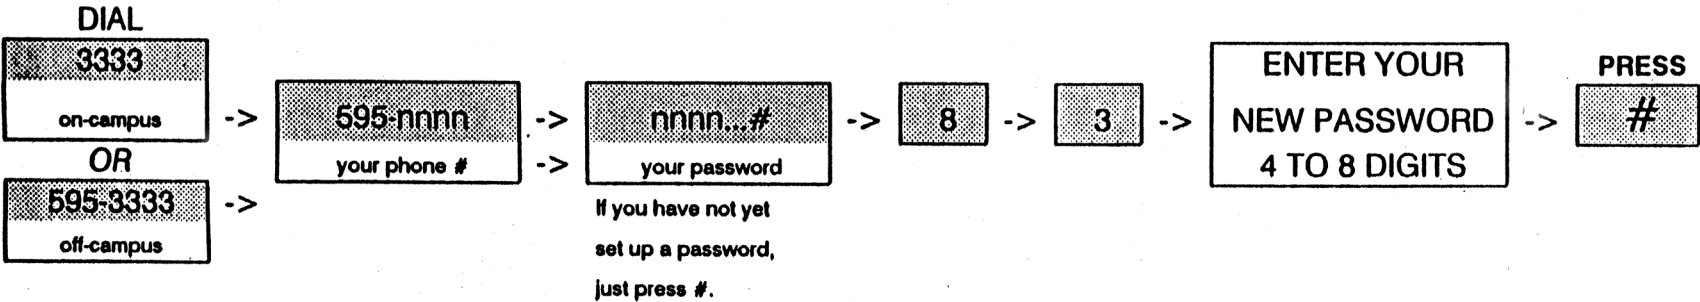 DIAL
3333
on-campus
OR
595-3333
off-campus
->
->
595-nnnn
your phone #
->
->
nnnn...#
your password
If you have not yet
set up a password,
just press #.
->
8
->
3
->
ENTER YOUR
NEW PASSWORD
4 TO 8 DIGITS
->
PRESS
#